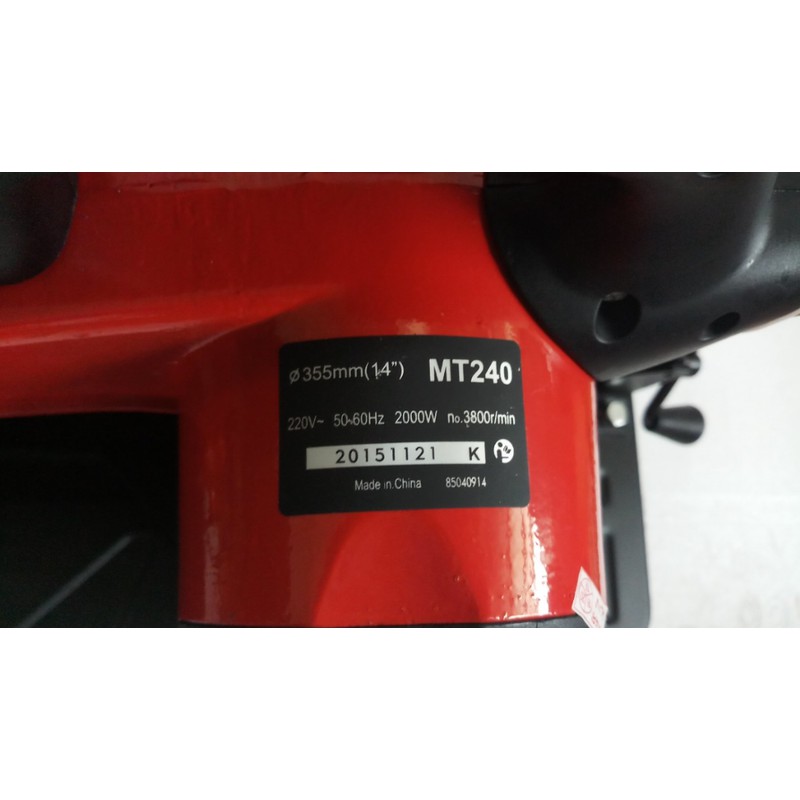 ø355mm(14") MT240
220V~ 50~60Hz 2000W no.3800r/min
20151121 K
Made in China 85040914